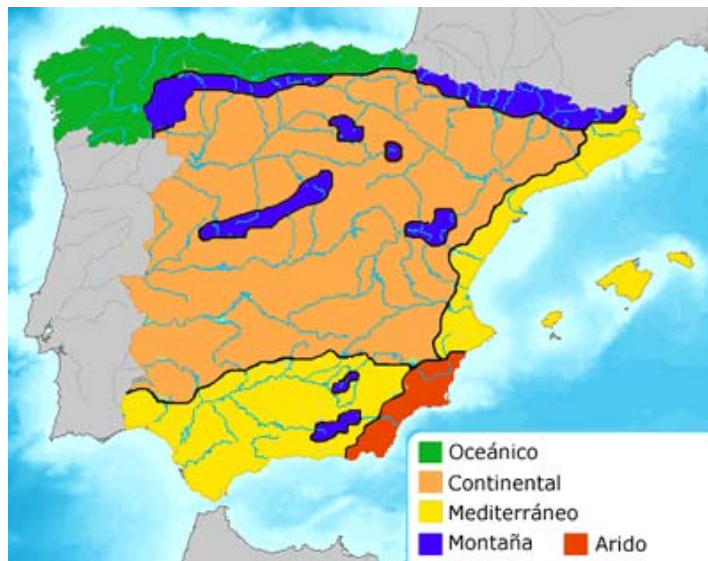 Oceánico
Continental
Mediterráneo
Montaña
Arido